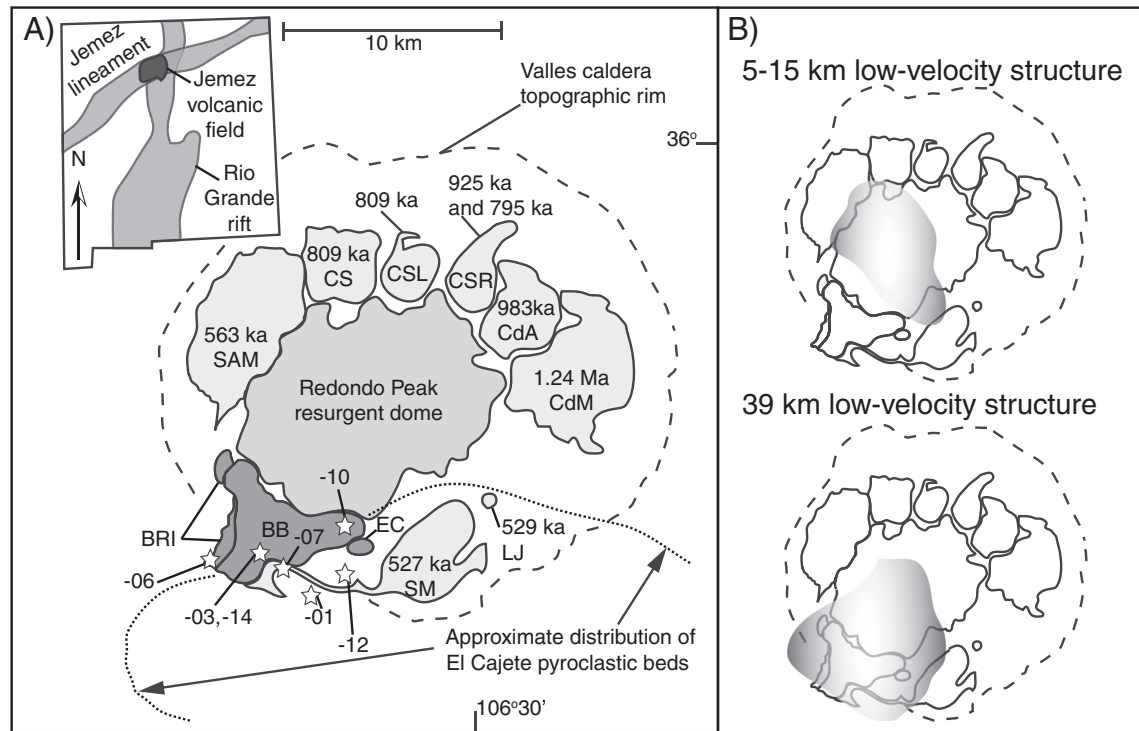 A)
Jemez
lineament
Jemez
volcanic
field
N
Rio
Grande
rift
10 km
Valles caldera
topographic rim
36º
925 ka
and 795 ka
809 ka
809 ka
CS
CSL
CSR
983ka
CdA
563 ka
SAM
1.24 Ma
CdM
Redondo Peak
resurgent dome
-10
EC
BB
-07
BRI
529 ka
LJ
527 ka
SM
-06
-03,-14
-01
-12
Approximate distribution of
El Cajete pyroclastic beds
106º30'
B)
5-15 km low-velocity structure
39 km low-velocity structure